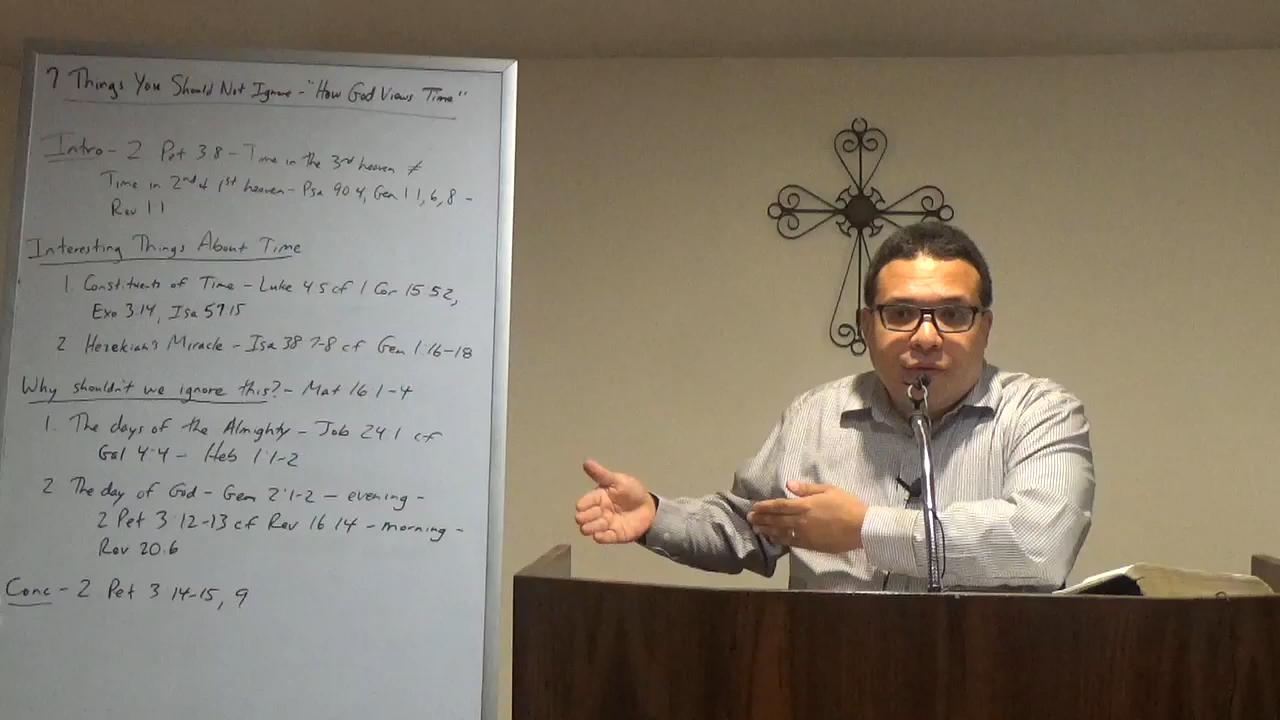 7 Things You Should Not Ignore - "How God Views Time"
Intro - 2 Pet 3:8 - Time in the 3rd heaven ≠
Time in 2nd & 1st heaven - Psa 90:4, Gen 1:1, 6, 8 -
Rev 1:1
Interesting Things About Time
1. Constituents of Time - Luke 4:5 cf 1 Cor 15:52,
Exo 3:14, Isa 57:15
2 Hezekiah's Miracle - Isa 38:7-8 cf Gen 1:16-18
Why shouldn't we ignore this? - Mat 16:1-4
1. The days of the Almighty - Job 24:1 cf
Gal 4:4 - Heb 1:1-2
2 The day of God - Gen 2:1-2 - evening -
2 Pet 3:12-13 cf Rev 16:14 - morning -
Rev 20:6
Conc - 2 Pet 3:14-15, 9